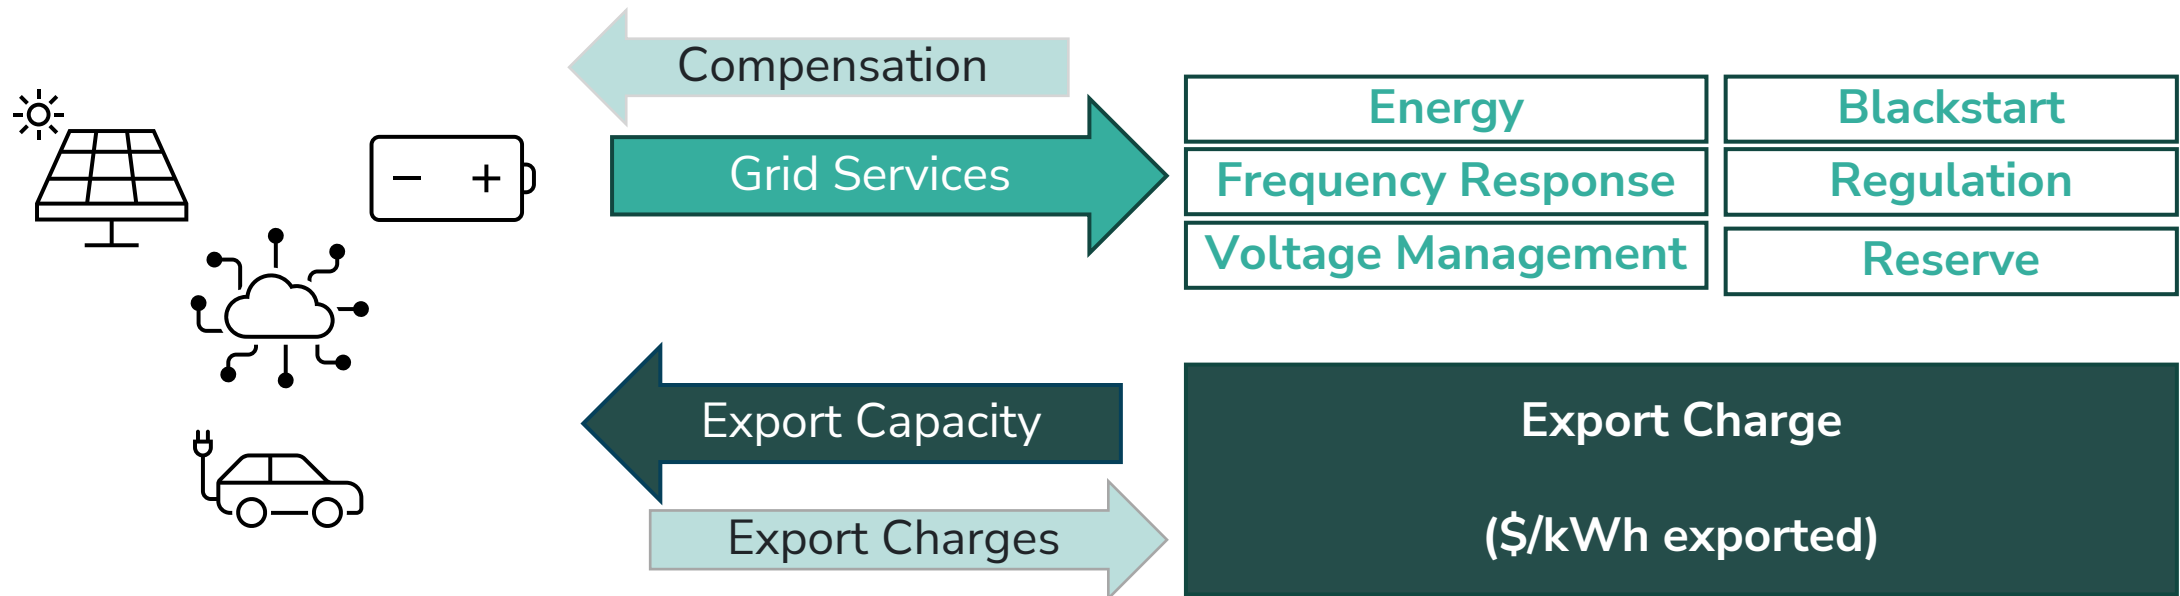 Compensation
Grid Services
Energy
Blackstart
Frequency Response
Regulation
Voltage Management
Reserve
Export Capacity
Export Charges
Export Charge
($/kWh exported)